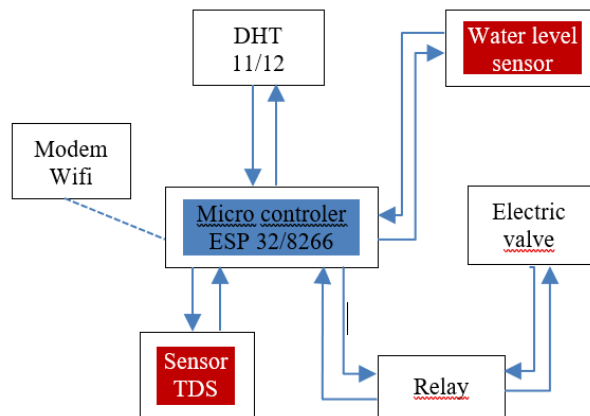 DHT
11/12
Water level
sensor
Modem
Wifi
Micro controler
ESP 32/8266
Electric
valve
Sensor
TDS
Relay